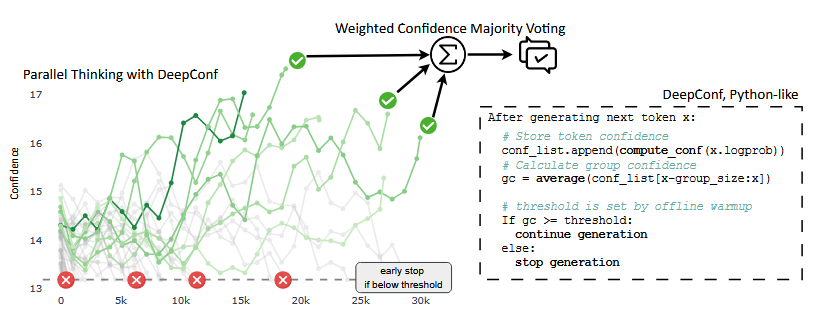 Weighted Confidence Majority Voting
Parallel Thinking with DeepConf
Confidence
17
16
15
14
13
0
5k
10k
15k
20k
25k
30k
early stop
if below threshold
Σ
DeepConf, Python-like
After generating next token x:
# Store token confidence
conf_list.append(compute_conf(x.logprob))
# Calculate group confidence
gc = average(conf_list[x-group_size:x])
# threshold is set by offline warmup
If gc >= threshold:
continue generation
else:
stop generation